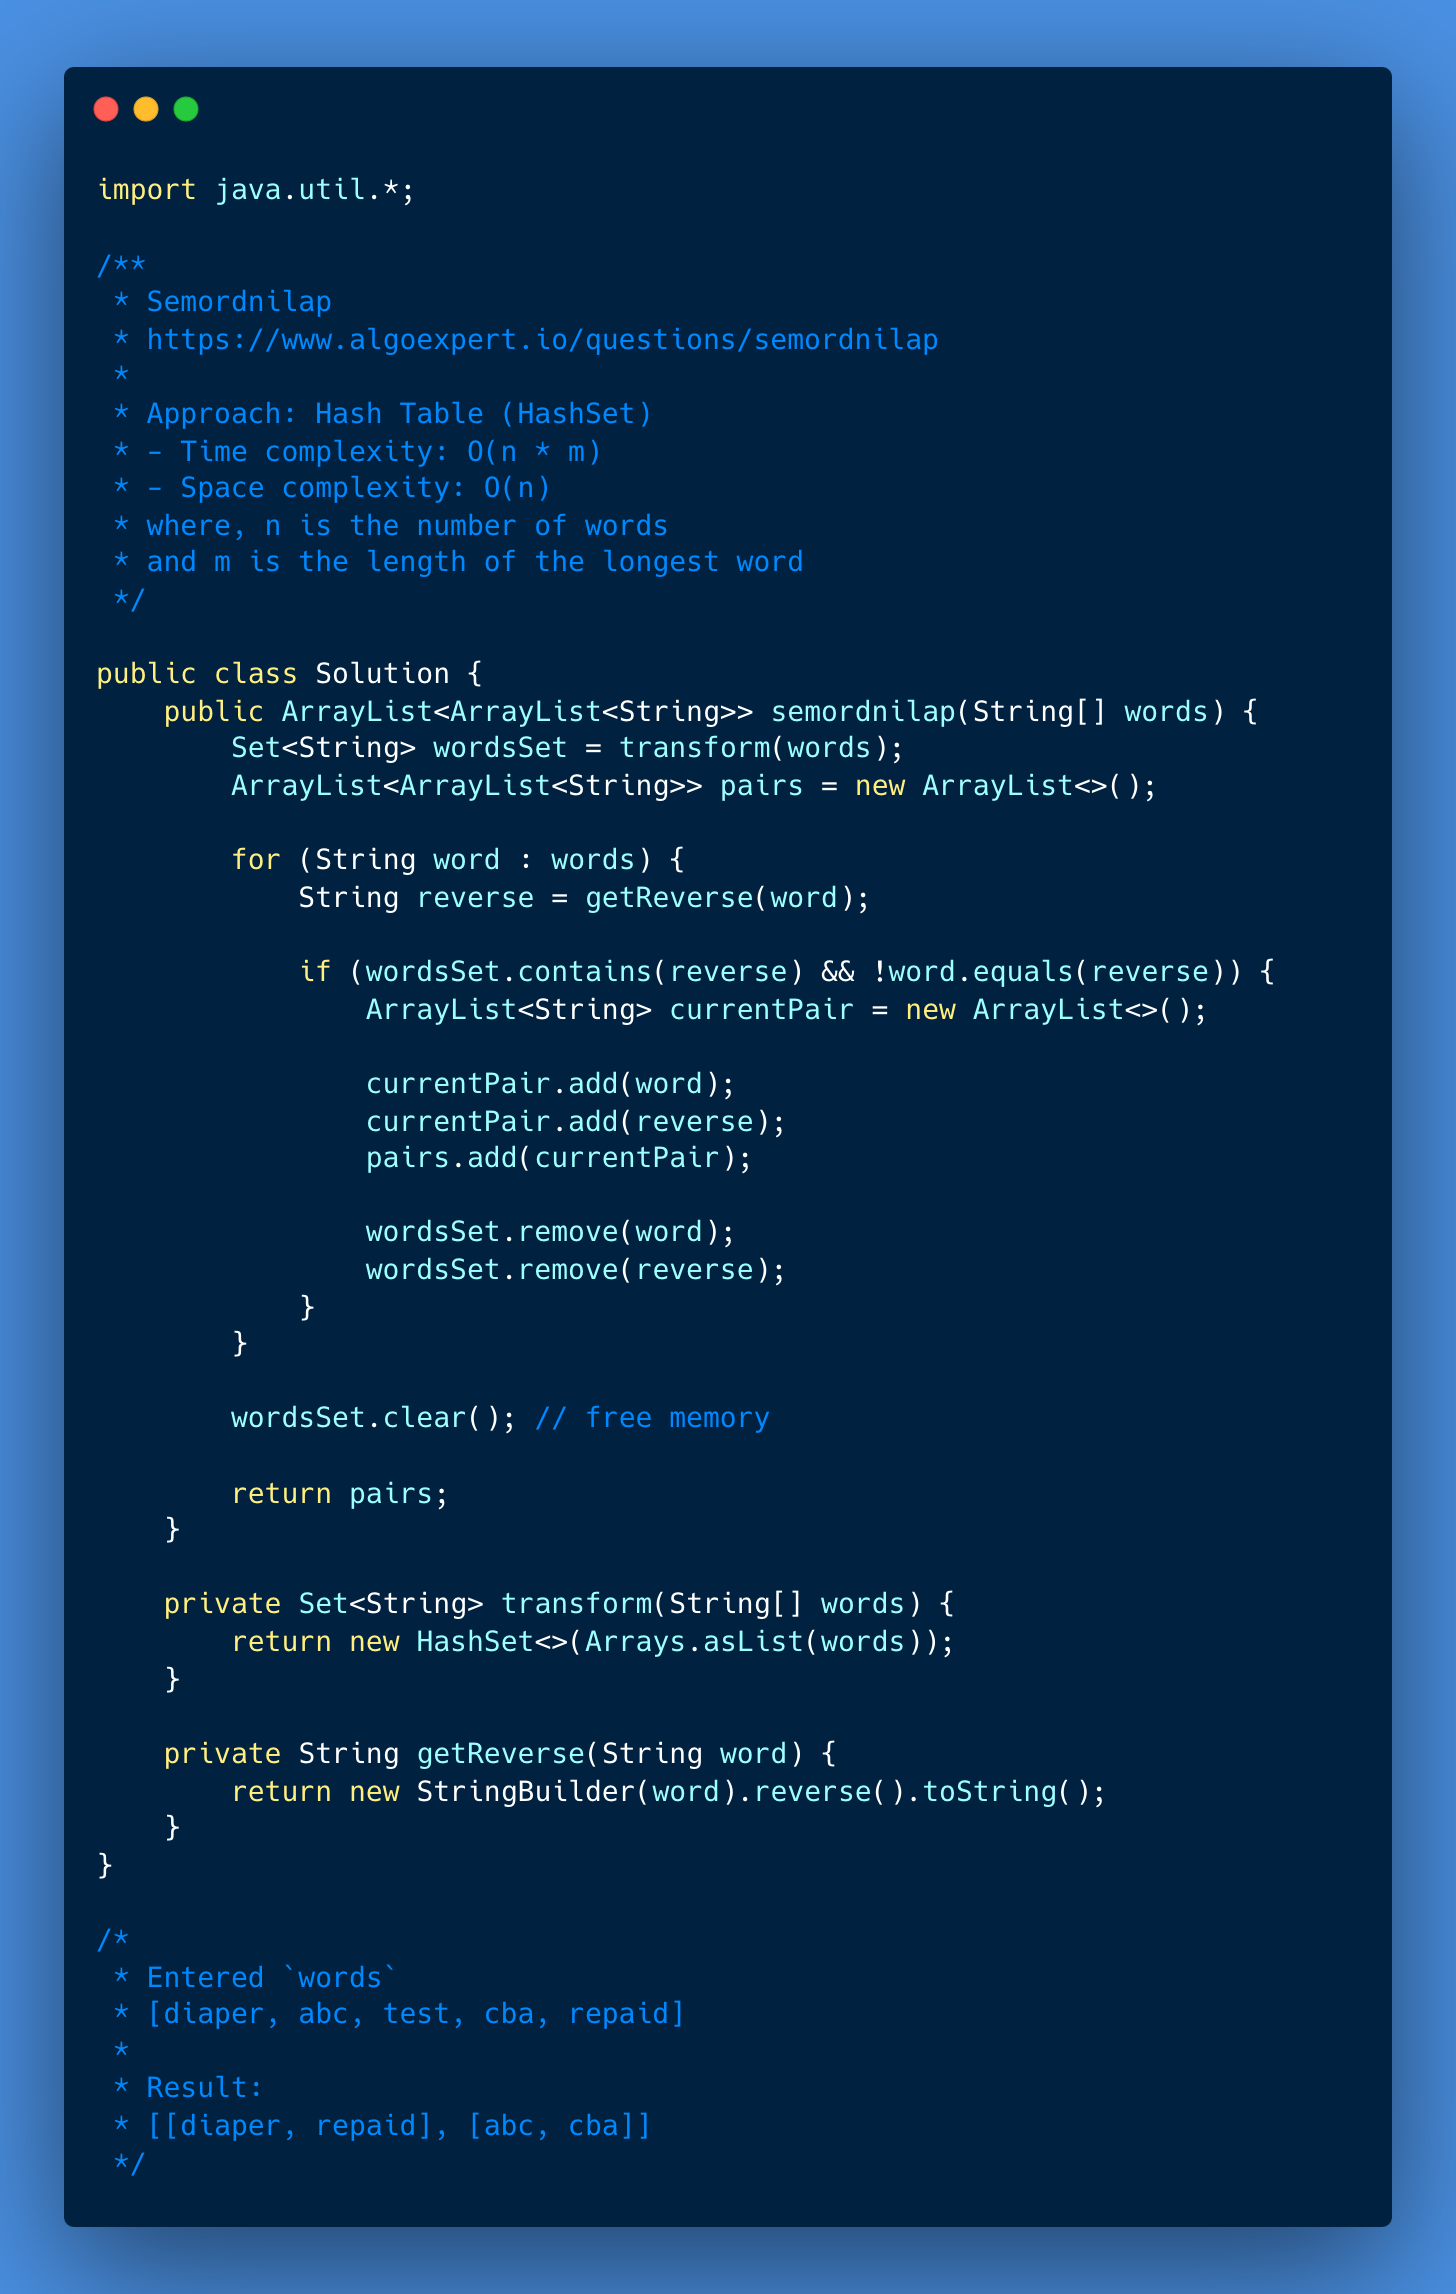 import java.util.*;

/**
 * Semordnilap
 * https://www.algoexpert.io/questions/semordnilap
 *
 * Approach: Hash Table (HashSet)
 * - Time complexity: O(n * m)
 * - Space complexity: O(n)
 * where, n is the number of words
 * and m is the length of the longest word
 */

public class Solution {
    public ArrayList<ArrayList<String>> semordnilap(String[] words) {
        Set<String> wordsSet = transform(words);
        ArrayList<ArrayList<String>> pairs = new ArrayList<>();

        for (String word : words) {
            String reverse = getReverse(word);

            if (wordsSet.contains(reverse) && !word.equals(reverse)) {
                ArrayList<String> currentPair = new ArrayList<>();

                currentPair.add(word);
                currentPair.add(reverse);
                pairs.add(currentPair);

                wordsSet.remove(word);
                wordsSet.remove(reverse);
            }
        }

        wordsSet.clear(); // free memory

        return pairs;
    }

    private Set<String> transform(String[] words) {
        return new HashSet<>(Arrays.asList(words));
    }

    private String getReverse(String word) {
        return new StringBuilder(word).reverse().toString();
    }
}

/*
 * Entered `words`
 * [diaper, abc, test, cba, repaid]
 *
 * Result:
 * [[diaper, repaid], [abc, cba]]
 */